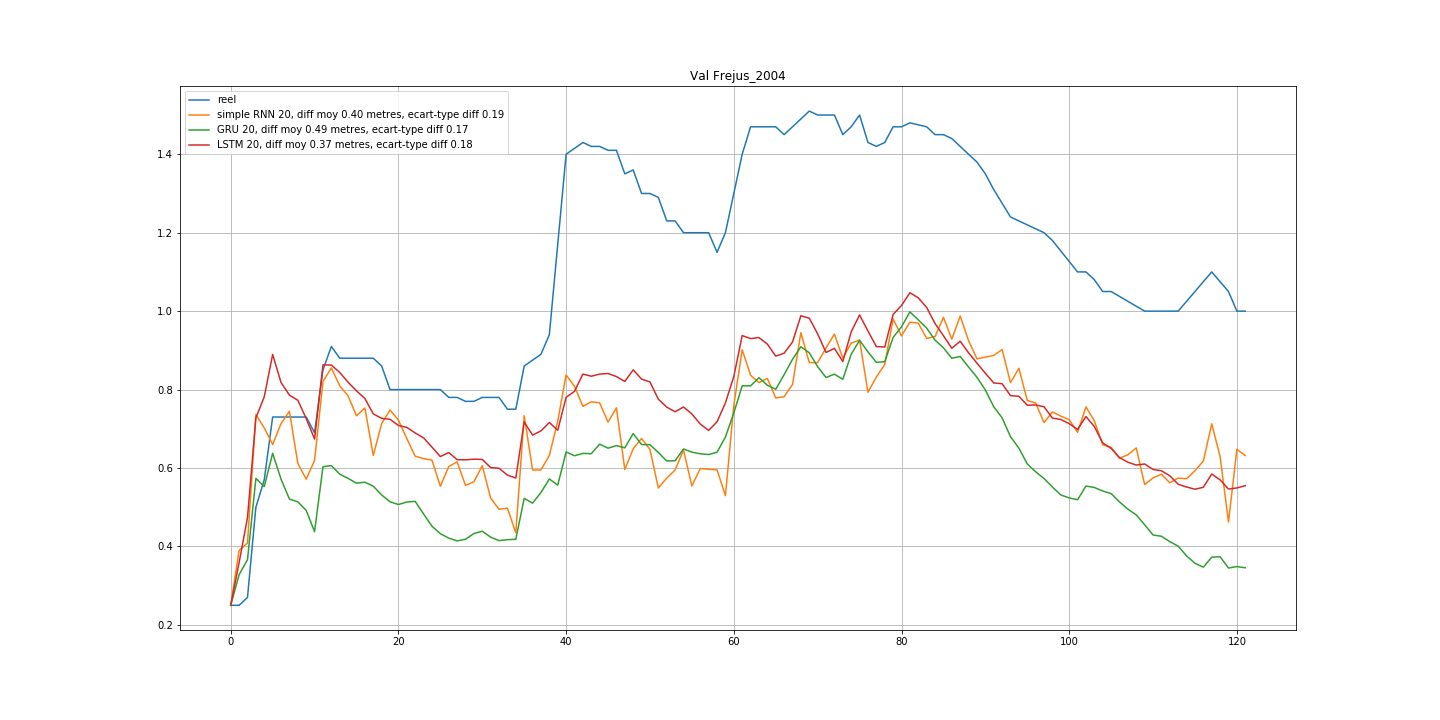 Val Frejus_2004
reel
simple RNN 20, diff moy 0.40 metres, ecart-type diff 0.19
GRU 20, diff moy 0.49 metres, ecart-type diff 0.17
LSTM 20, diff moy 0.37 metres, ecart-type diff 0.18
1.4
1.2
1.0
0.8
0.6
0.4
0.2
0 20 40 60 80 100 120